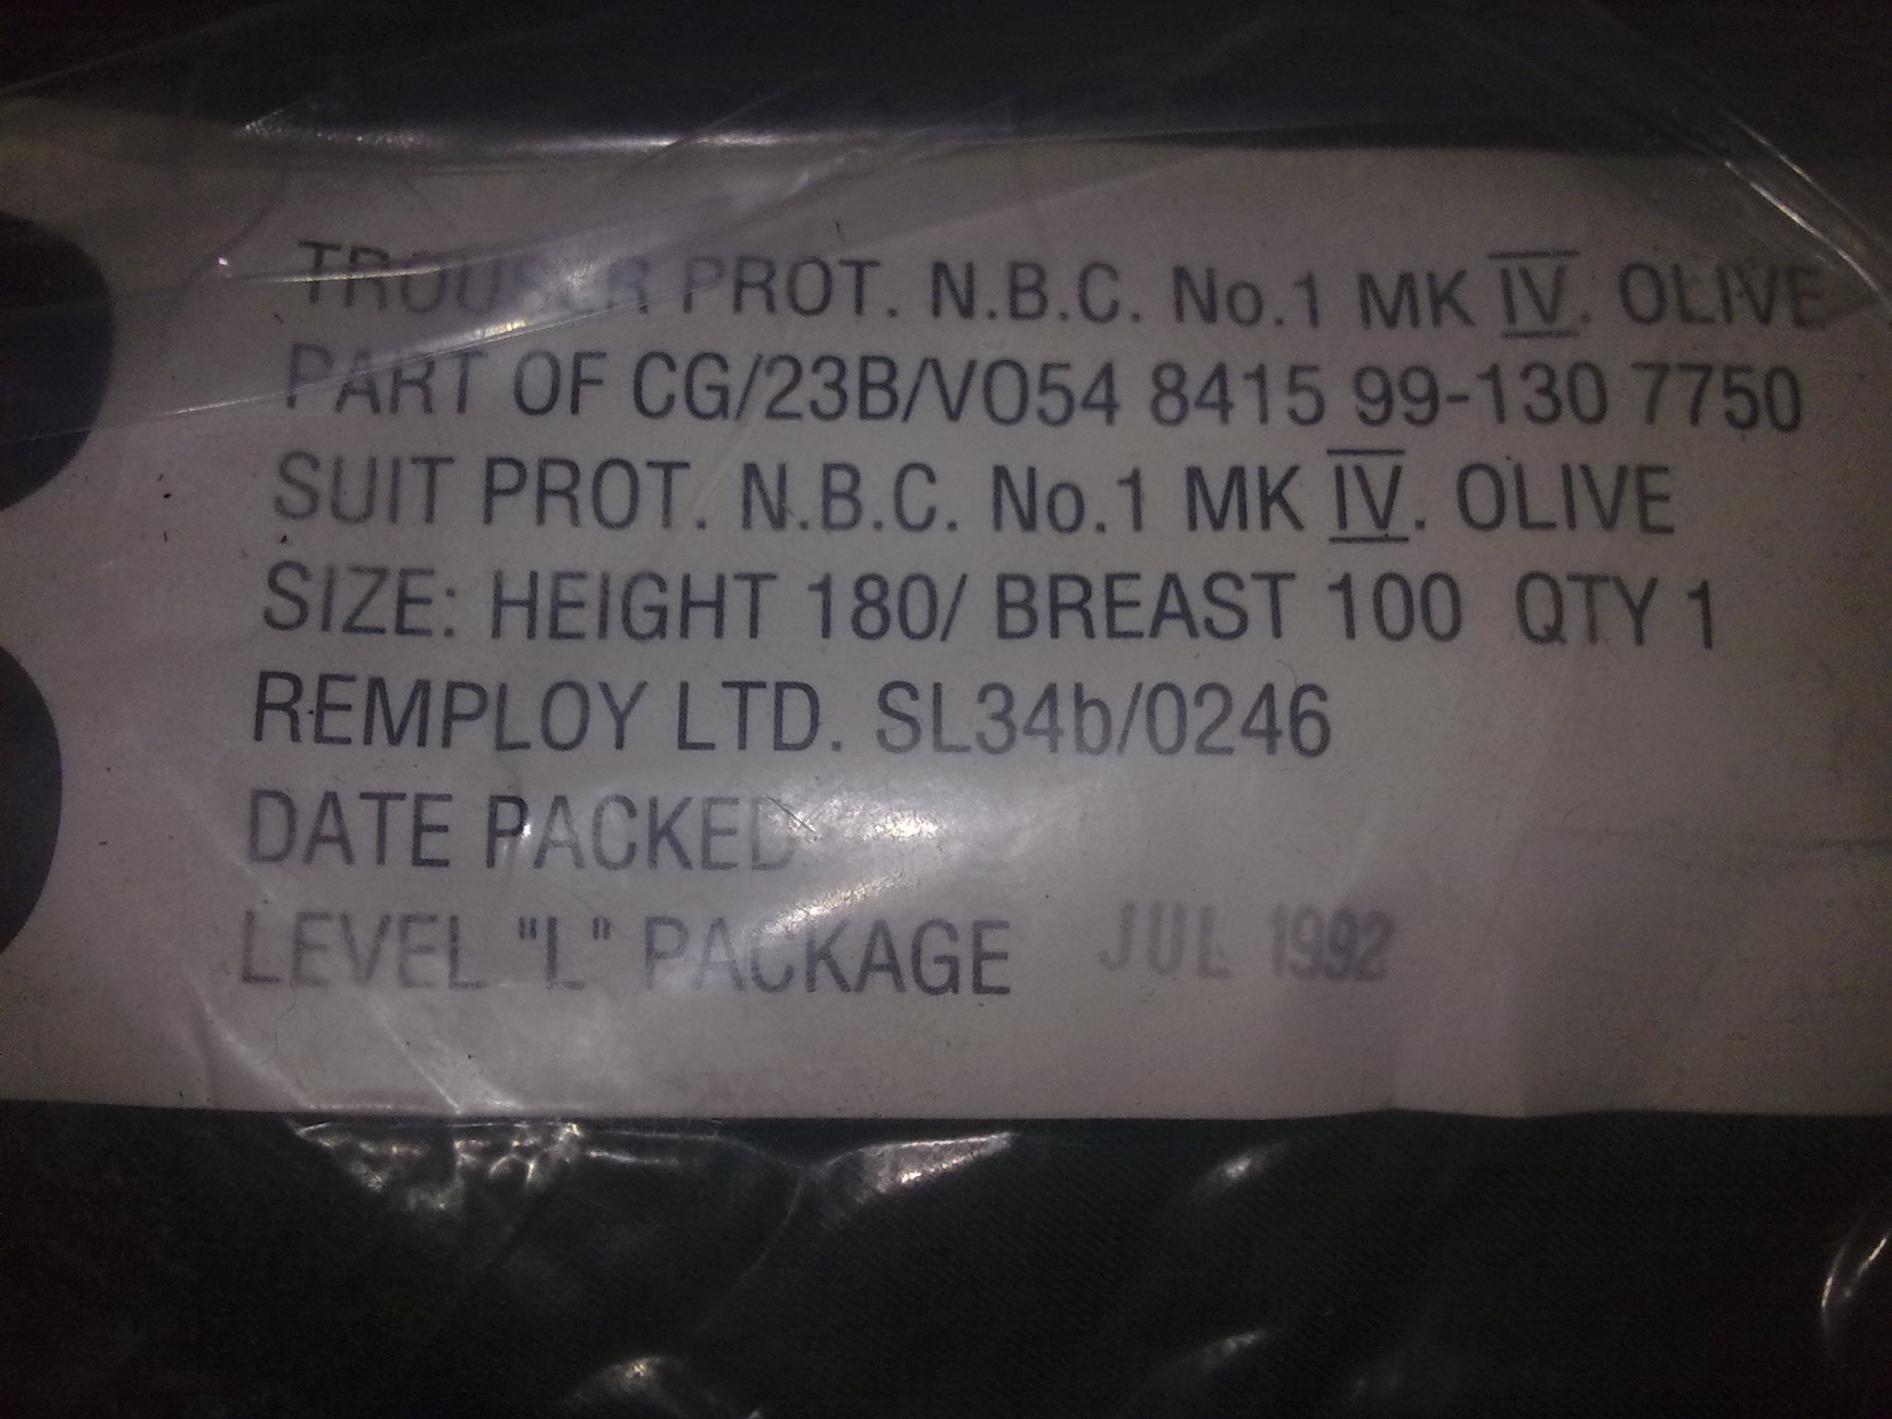 TROUSER PROT. N.B.C. No.1 MK IV. OLIVE
PART OF CG/23B/VO54 8415 99-130 7750
SUIT PROT. N.B.C. No.1 MK IV. OLIVE
SIZE: HEIGHT 180/ BREAST 100 QTY 1
REMPLOY LTD. SL34b/0246
DATE PACKED
LEVEL "L" PACKAGE JUL 1992